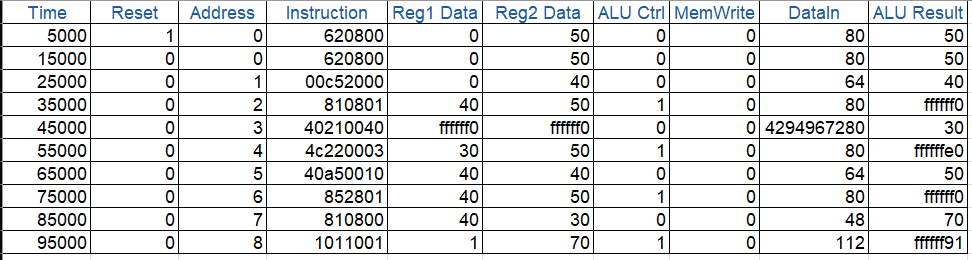 Time Reset Address Instruction Reg1 Data Reg2 Data ALU Ctrl MemWrite DataIn ALU Result
5000 1 0 620800 0 50 0 0 80 50
15000 0 0 620800 0 50 0 0 80 50
25000 0 1 00c52000 0 40 0 0 64 40
35000 0 2 810801 40 50 1 0 80 ffffff0
45000 0 3 40210040 ffffff0 ffffff0 0 0 4294967280 30
55000 0 4 4c220003 30 50 1 0 80 ffffffe0
65000 0 5 40a50010 40 40 0 0 64 50
75000 0 6 852801 40 50 1 0 80 ffffff0
85000 0 7 810800 40 30 0 0 48 70
95000 0 8 1011001 1 70 1 0 112 ffffff91